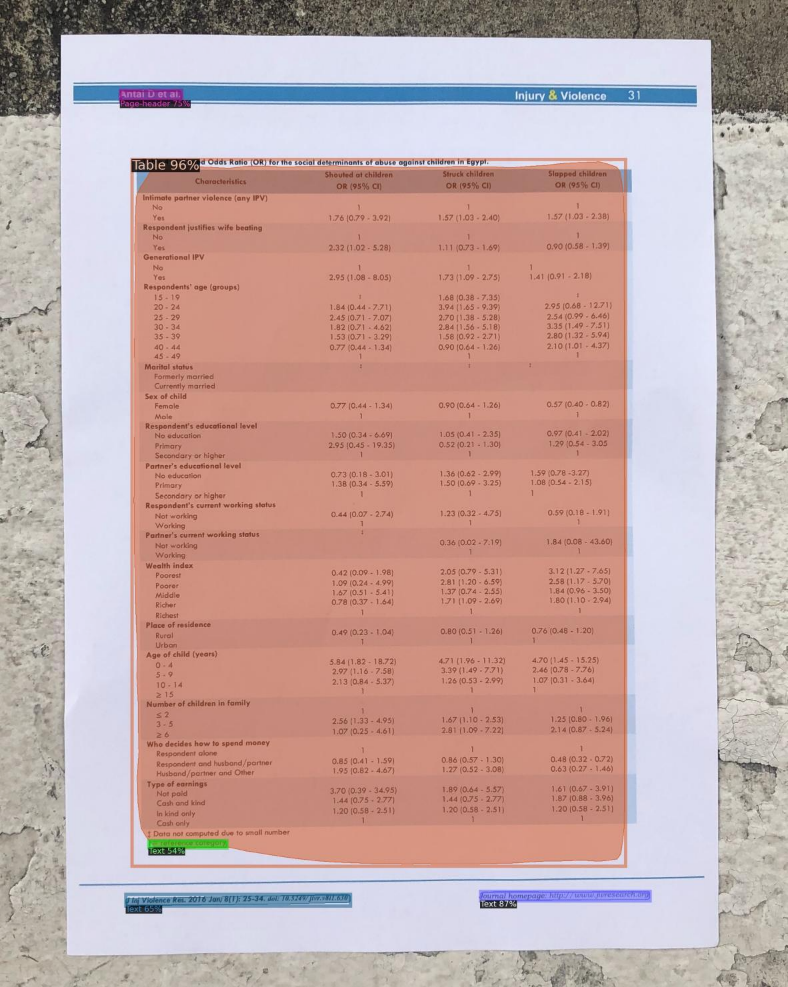 Antai D et al.
Page-header 75%
Injury & Violence 31
Table 96%
d Odds Ratio (OR) for the social determinants of abuse against children in Egypt.
Characteristics Shouted at children OR (95% CI) Struck children OR (95% CI) Slapped children OR (95% CI)
Intimate partner violence (any IPV)
No 1 1 1
Yes 1.76 (0.79 - 3.92) 1.57 (1.03 - 2.40) 1.57 (1.03 - 2.38)
Respondent justifies wife beating
No 1 1 1
Yes 2.32 (1.02 - 5.28) 1.11 (0.73 - 1.69) 0.90 (0.58 - 1.39)
Generational IPV
No 1 1 1
Yes 2.95 (1.08 - 8.05) 1.73 (1.09 - 2.75) 1.41 (0.91 - 2.18)
Respondents' age (groups)
15 - 19 ‡ 1.68 (0.38 - 7.35) ‡
20 - 24 1.84 (0.44 - 7.71) 3.94 (1.65 - 9.39) 2.95 (0.68 - 12.71)
25 - 29 2.45 (0.71 - 7.07) 2.70 (1.38 - 5.28) 2.54 (0.99 - 6.46)
30 - 34 1.82 (0.71 - 4.62) 2.84 (1.56 - 5.18) 3.35 (1.49 - 7.51)
35 - 39 1.53 (0.71 - 3.29) 1.58 (0.92 - 2.71) 2.80 (1.32 - 5.94)
40 - 44 0.77 (0.44 - 1.34) 0.90 (0.64 - 1.26) 2.10 (1.01 - 4.37)
45 - 49 1 1 1
Marital status ‡ ‡ ‡
Formerly married
Currently married
Sex of child
Female 0.77 (0.44 - 1.34) 0.90 (0.64 - 1.26) 0.57 (0.40 - 0.82)
Male 1 1 1
Respondent's educational level
No education 1.50 (0.34 - 6.69) 1.05 (0.41 - 2.35) 0.97 (0.41 - 2.02)
Primary 2.95 (0.45 - 19.35) 0.52 (0.21 - 1.30) 1.29 (0.54 - 3.05
Secondary or higher 1 1 1
Partner's educational level
No education 0.73 (0.18 - 3.01) 1.36 (0.62 - 2.99) 1.59 (0.78 -3.27)
Primary 1.38 (0.34 - 5.59) 1.50 (0.69 - 3.25) 1.08 (0.54 - 2.15)
Secondary or higher 1 1 1
Respondent's current working status
Not working 0.44 (0.07 - 2.74) 1.23 (0.32 - 4.75) 0.59 (0.18 - 1.91)
Working 1 1 1
Partner's current working status ‡
Not working 0.36 (0.02 - 7.19) 1.84 (0.08 - 43.60)
Working 1 1
Wealth index
Poorest 0.42 (0.09 - 1.98) 2.05 (0.79 - 5.31) 3.12 (1.27 - 7.65)
Poorer 1.09 (0.24 - 4.99) 2.81 (1.20 - 6.59) 2.58 (1.17 - 5.70)
Middle 1.67 (0.51 - 5.41) 1.37 (0.74 - 2.55) 1.84 (0.96 - 3.50)
Richer 0.78 (0.37 - 1.64) 1.71 (1.09 - 2.69) 1.80 (1.10 - 2.94)
Richest 1 1 1
Place of residence
Rural 0.49 (0.23 - 1.04) 0.80 (0.51 - 1.26) 0.76 (0.48 - 1.20)
Urban 1 1 1
Age of child (years)
0 - 4 5.84 (1.82 - 18.72) 4.71 (1.96 - 11.32) 4.70 (1.45 - 15.25)
5 - 9 2.97 (1.16 - 7.58) 3.39 (1.49 - 7.71) 2.46 (0.78 - 7.76)
10 - 14 2.13 (0.84 - 5.37) 1.26 (0.53 - 2.99) 1.07 (0.31 - 3.64)
≥ 15 1 1 1
Number of children in family
≤ 2 1 1 1
3 - 5 2.56 (1.33 - 4.95) 1.67 (1.10 - 2.53) 1.25 (0.80 - 1.96)
≥ 6 1.07 (0.25 - 4.61) 2.81 (1.09 - 7.22) 2.14 (0.87 - 5.24)
Who decides how to spend money
Respondent alone 1 1 1
Respondent and husband/partner 0.85 (0.41 - 1.59) 0.86 (0.57 - 1.30) 0.48 (0.32 - 0.72)
Husband/partner and Other 1.95 (0.82 - 4.67) 1.27 (0.52 - 3.08) 0.63 (0.27 - 1.46)
Type of earnings
Not paid 3.70 (0.39 - 34.95) 1.89 (0.64 - 5.57) 1.61 (0.67 - 3.91)
Cash and kind 1.44 (0.75 - 2.77) 1.44 (0.75 - 2.77) 1.87 (0.88 - 3.96)
In kind only 1.20 (0.58 - 2.51) 1.20 (0.58 - 2.51) 1.20 (0.58 - 2.51)
Cash only 1 1 1
‡ Data not computed due to small number
reference category
Text 54%
J Inj Violence Res. 2016 Jan; 8(1): 25-34. doi: 10.5249/ jivr.v8i1.610
Text 65%
Journal homepage: http://www.jivresearch.org
Text 87%